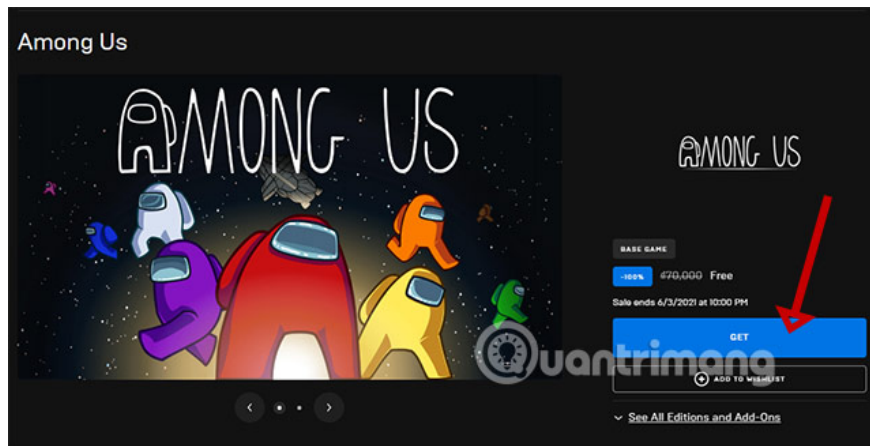 Among Us
AMONG US
AMONG US
BASE GAME
-100% ₫70,000 Free
Sale ends 6/3/2021 at 10:00 PM
GET
Quantrimang
ADD TO WISHLIST
See All Editions and Add-Ons